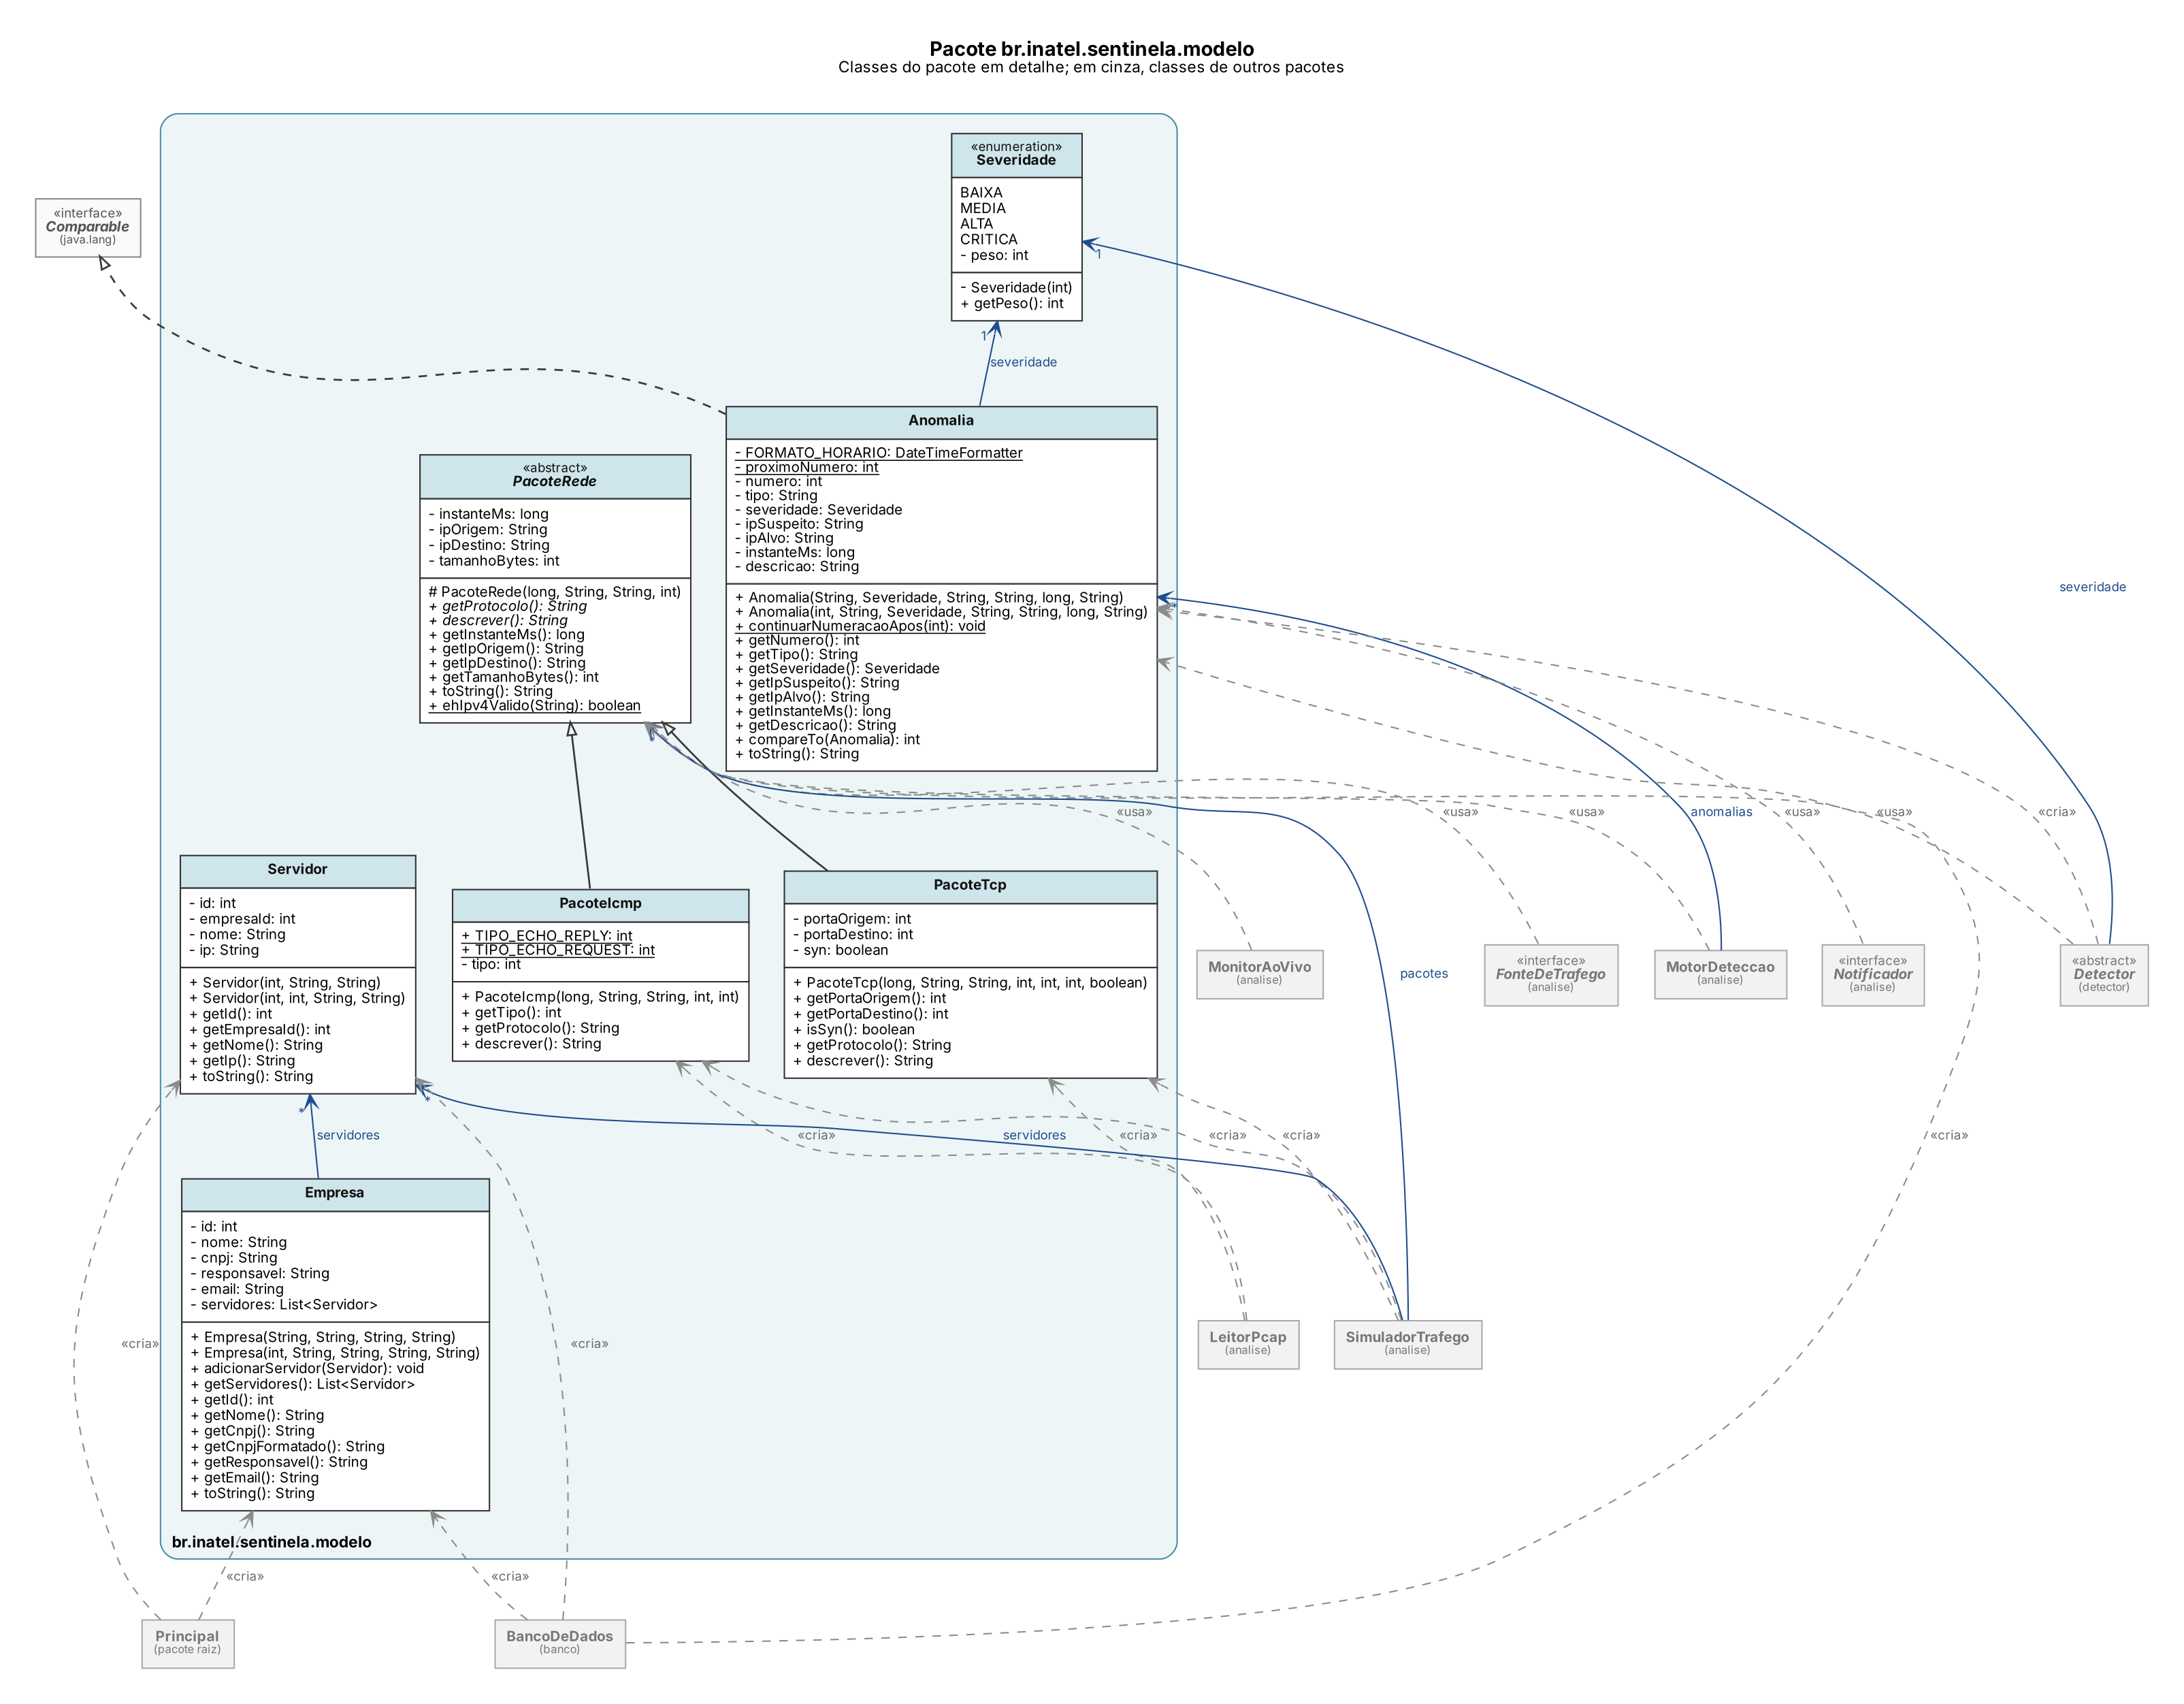 Pacote br.inatel.sentinela.modelo
Classes do pacote em detalhe; em cinza, classes de outros pacotes
«enumeration»
Severidade
BAIXA
MEDIA
ALTA
CRITICA
- peso: int
- Severidade(int)
+ getPeso(): int
«interface»
Comparable
(java.lang)
1
1
severidade
severidade
Anomalia
- FORMATO_HORARIO: DateTimeFormatter
- proximoNumero: int
- numero: int
- tipo: String
- severidade: Severidade
- ipSuspeito: String
- ipAlvo: String
- instanteMs: long
- descricao: String
+ Anomalia(String, Severidade, String, String, long, String)
+ Anomalia(int, String, Severidade, String, String, long, String)
+ continuarNumeracaoApos(int): void
+ getNumero(): int
+ getTipo(): String
+ getSeveridade(): Severidade
+ getIpSuspeito(): String
+ getIpAlvo(): String
+ getInstanteMs(): long
+ getDescricao(): String
+ compareTo(Anomalia): int
+ toString(): String
«abstract»
PacoteRede
- instanteMs: long
- ipOrigem: String
- ipDestino: String
- tamanhoBytes: int
# PacoteRede(long, String, String, int)
+ getProtocolo(): String
+ descrever(): String
+ getInstanteMs(): long
+ getIpOrigem(): String
+ getIpDestino(): String
+ getTamanhoBytes(): int
+ toString(): String
+ ehIpv4Valido(String): boolean
*
«usa»
«usa»
«usa»
anomalias
«usa»
«usa»
«cria»
Servidor
- id: int
- empresaId: int
- nome: String
- ip: String
+ Servidor(int, String, String)
+ Servidor(int, int, String, String)
+ getId(): int
+ getEmpresaId(): int
+ getNome(): String
+ getIp(): String
+ toString(): String
PacoteIcmp
+ TIPO_ECHO_REPLY: int
+ TIPO_ECHO_REQUEST: int
- tipo: int
+ PacoteIcmp(long, String, String, int, int)
+ getTipo(): int
+ getProtocolo(): String
+ descrever(): String
PacoteTcp
- portaOrigem: int
- portaDestino: int
- syn: boolean
+ PacoteTcp(long, String, String, int, int, int, boolean)
+ getPortaOrigem(): int
+ getPortaDestino(): int
+ isSyn(): boolean
+ getProtocolo(): String
+ descrever(): String
MonitorAoVivo
(analise)
pacotes
«interface»
FonteDeTrafego
(analise)
MotorDeteccao
(analise)
«interface»
Notificador
(analise)
«abstract»
Detector
(detector)
*
*
servidores
«cria»
servidores
«cria»
«cria»
«cria»
«cria»
Empresa
- id: int
- nome: String
- cnpj: String
- responsavel: String
- email: String
- servidores: List<Servidor>
+ Empresa(String, String, String, String)
+ Empresa(int, String, String, String, String)
+ adicionarServidor(Servidor): void
+ getServidores(): List<Servidor>
+ getId(): int
+ getNome(): String
+ getCnpj(): String
+ getCnpjFormatado(): String
+ getResponsavel(): String
+ getEmail(): String
+ toString(): String
«cria»
«cria»
LeitorPcap
(analise)
SimuladorTrafego
(analise)
br.inatel.sentinela.modelo
«cria»
«cria»
Principal
(pacote raiz)
BancoDeDados
(banco)